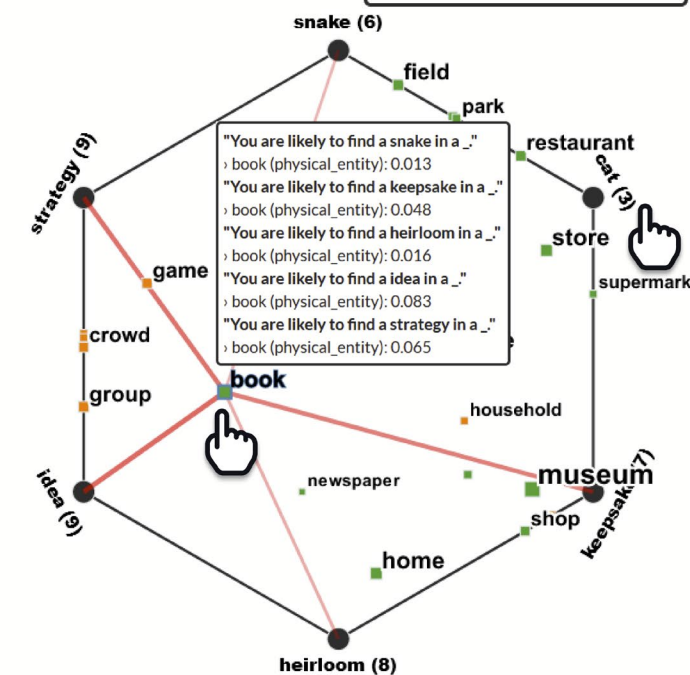 snake (6)
field
park
restaurant
strategy (9)
cat (3)
"You are likely to find a snake in a _."
› book (physical_entity): 0.013
"You are likely to find a keepsake in a _."
› book (physical_entity): 0.048
"You are likely to find a heirloom in a _."
› book (physical_entity): 0.016
"You are likely to find a idea in a _."
› book (physical_entity): 0.083
"You are likely to find a strategy in a _."
› book (physical_entity): 0.065
store
game
supermark
crowd
book
group
household
newspaper
museum
idea (9)
keepsake (7)
shop
home
heirloom (8)